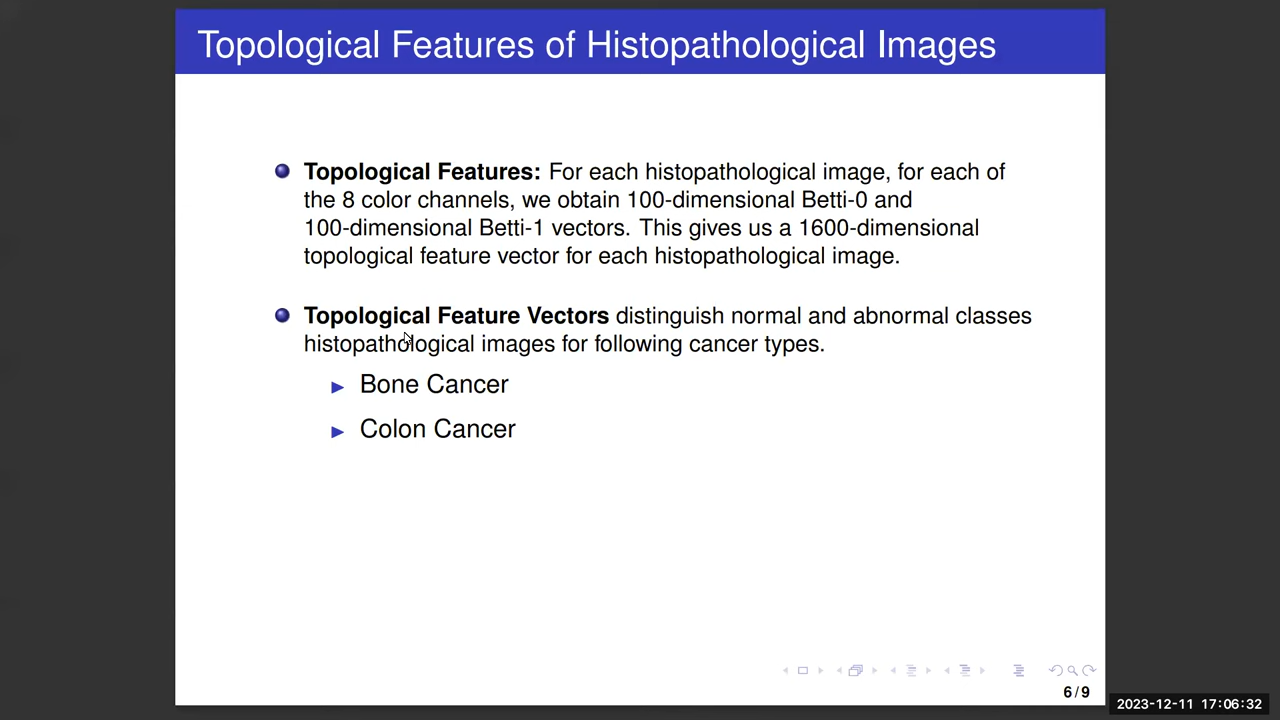 Topological Features of Histopathological Images
Topological Features: For each histopathological image, for each of
the 8 color channels, we obtain 100-dimensional Betti-0 and
100-dimensional Betti-1 vectors. This gives us a 1600-dimensional
topological feature vector for each histopathological image.
Topological Feature Vectors distinguish normal and abnormal classes
histopathological images for following cancer types.
Bone Cancer
Colon Cancer
6/9
2023-12-11 17:06:32